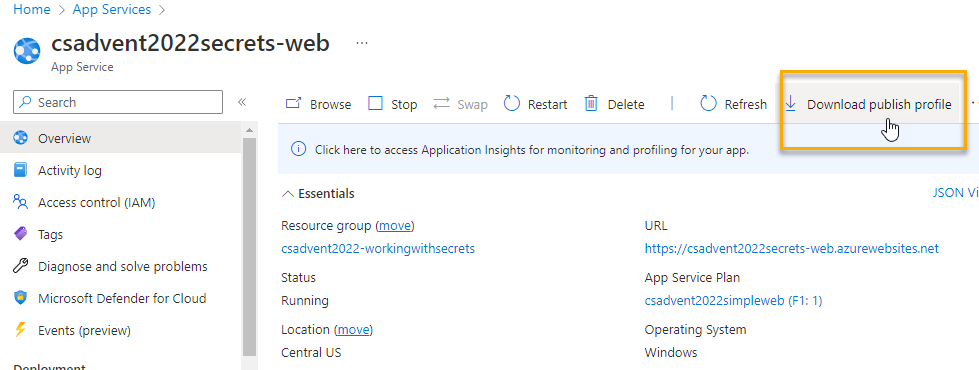 Home > App Services >
csadvent2022secrets-web ...
App Service
Search «
Browse Stop Swap Restart Delete | Refresh Download publish profile
Overview
Activity log
Access control (IAM)
Tags
Diagnose and solve problems
Microsoft Defender for Cloud
Events (preview)
Deployment
Click here to access Application Insights for monitoring and profiling for your app.
Essentials
JSON Vi
Resource group (move)
csadvent2022-workingwithsecrets
Status
Running
Location (move)
Central US
URL
https://csadvent2022secrets-web.azurewebsites.net
App Service Plan
csadvent2022simpleweb (F1: 1)
Operating System
Windows